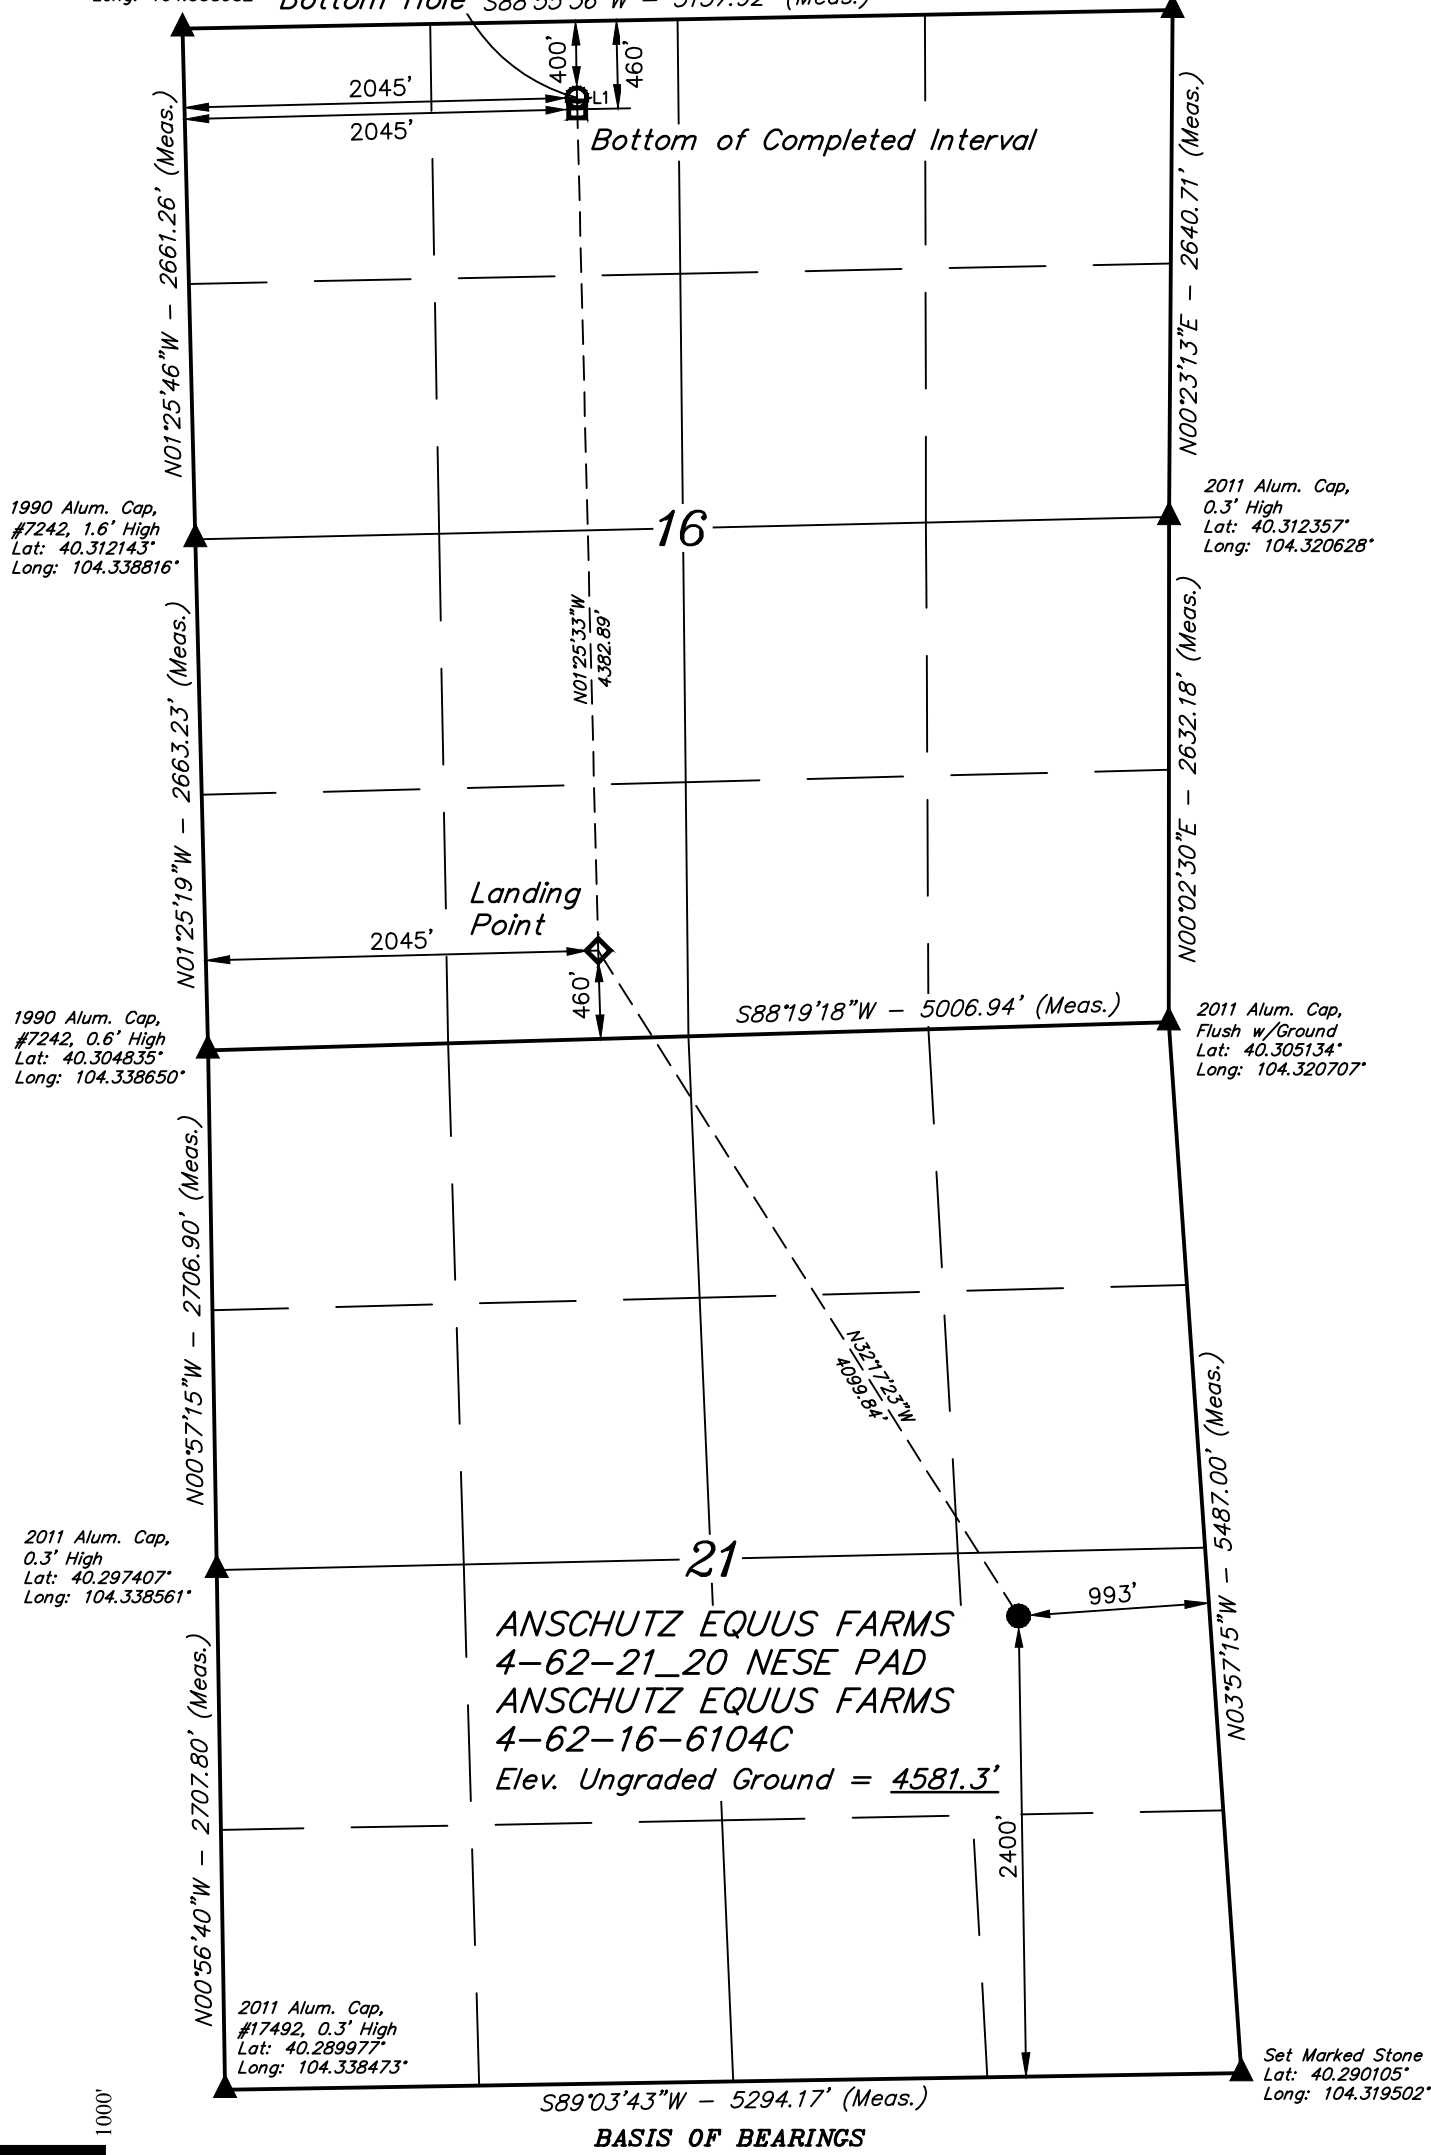 Bottom Hole
S88°55'56"W – 5137.92' (Meas.)
400'
460'
2045'
2045'
L1
Bottom of Completed Interval
N01°25'46"W – 2661.26' (Meas.)
N00°23'13"E – 2640.71' (Meas.)
1990 Alum. Cap,
#7242, 1.6' High
Lat: 40.312143°
Long: 104.338816°
16
2011 Alum. Cap,
0.3' High
Lat: 40.312357°
Long: 104.320628°
N01°25'33"W
4382.89'
N01°25'19"W – 2663.23' (Meas.)
N00°02'30"E – 2632.18' (Meas.)
Landing
Point
2045'
460'
S88°19'18"W – 5006.94' (Meas.)
1990 Alum. Cap,
#7242, 0.6' High
Lat: 40.304835°
Long: 104.338650°
2011 Alum. Cap,
Flush w/Ground
Lat: 40.305134°
Long: 104.320707°
N00°57'15"W – 2706.90' (Meas.)
N32°17'23"W
4099.84'
N03°57'15"W – 5487.00' (Meas.)
2011 Alum. Cap,
0.3' High
Lat: 40.297407°
Long: 104.338561°
21
993'
ANSCHUTZ EQUUS FARMS
4-62-21_20 NESE PAD
ANSCHUTZ EQUUS FARMS
4-62-16-6104C
Elev. Ungraded Ground = 4581.3'
N00°56'40"W – 2707.80' (Meas.)
2400'
2011 Alum. Cap,
#17492, 0.3' High
Lat: 40.289977°
Long: 104.338473°
Set Marked Stone
Lat: 40.290105°
Long: 104.319502°
S89°03'43"W – 5294.17' (Meas.)
BASIS OF BEARINGS
1000'